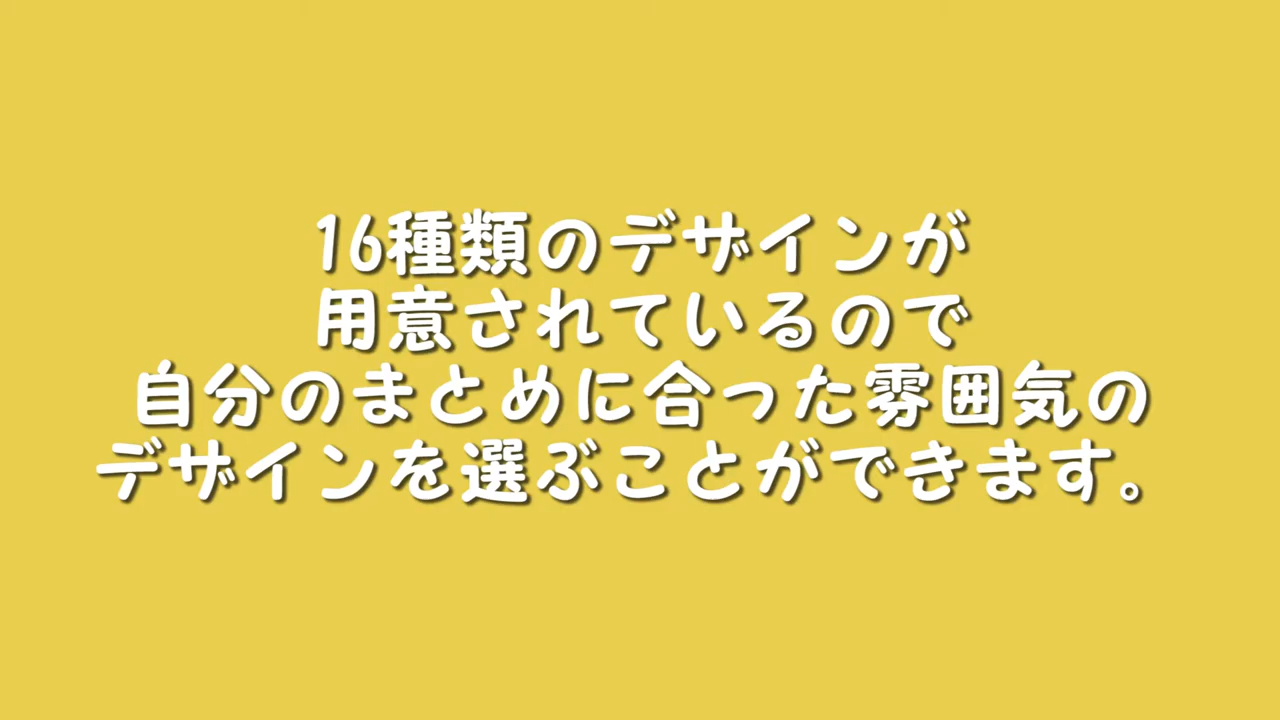 16種類のデザインが
用意されているので
自分のまとめに合った雰囲気の
デザインを選ぶことができます。